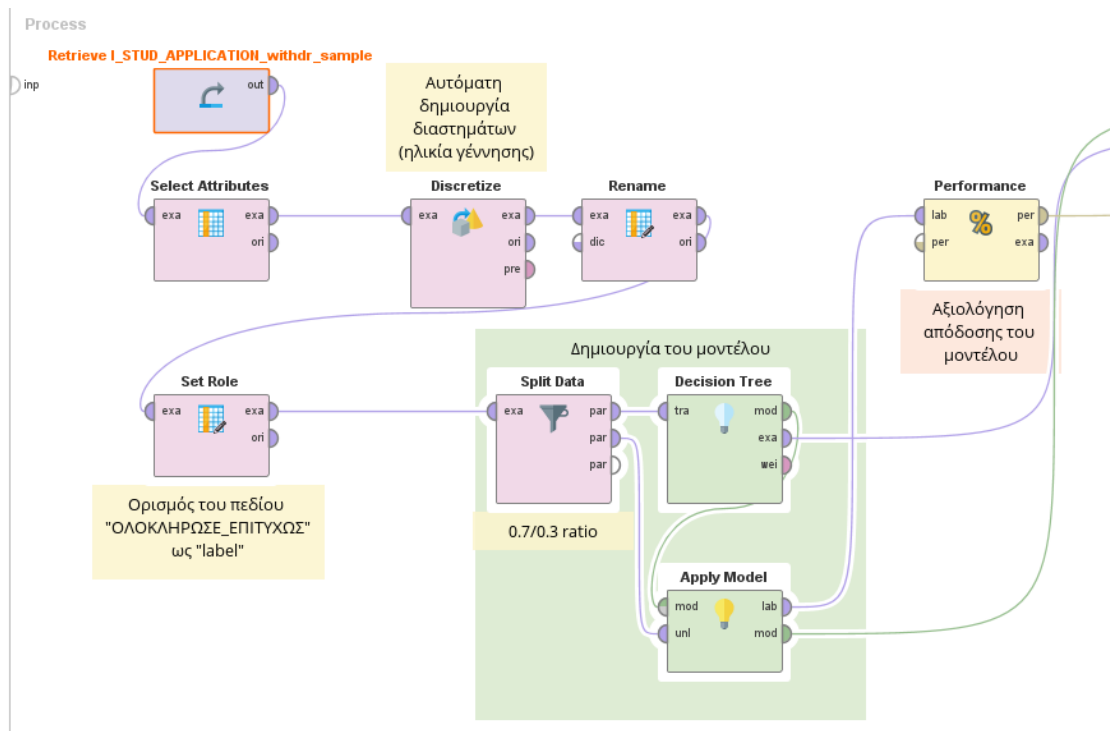 Process
Retrieve I_STUD_APPLICATION_withdr_sample
inp
out
Αυτόματη
δημιουργία
διαστημάτων
(ηλικία γέννησης)
Select Attributes
exa
exa
ori
Discretize
exa
exa
ori
pre
Rename
exa
exa
dic
ori
Performance
lab
per
%
per
exa
Αξιολόγηση
απόδοσης του
μοντέλου
Δημιουργία του μοντέλου
Set Role
exa
exa
ori
Ορισμός του πεδίου
"ΟΛΟΚΛΗΡΩΣΕ_ΕΠΙΤΥΧΩΣ"
ως "label"
Split Data
exa
par
par
par
0.7/0.3 ratio
Decision Tree
tra
mod
exa
wei
Apply Model
mod
lab
unl
mod